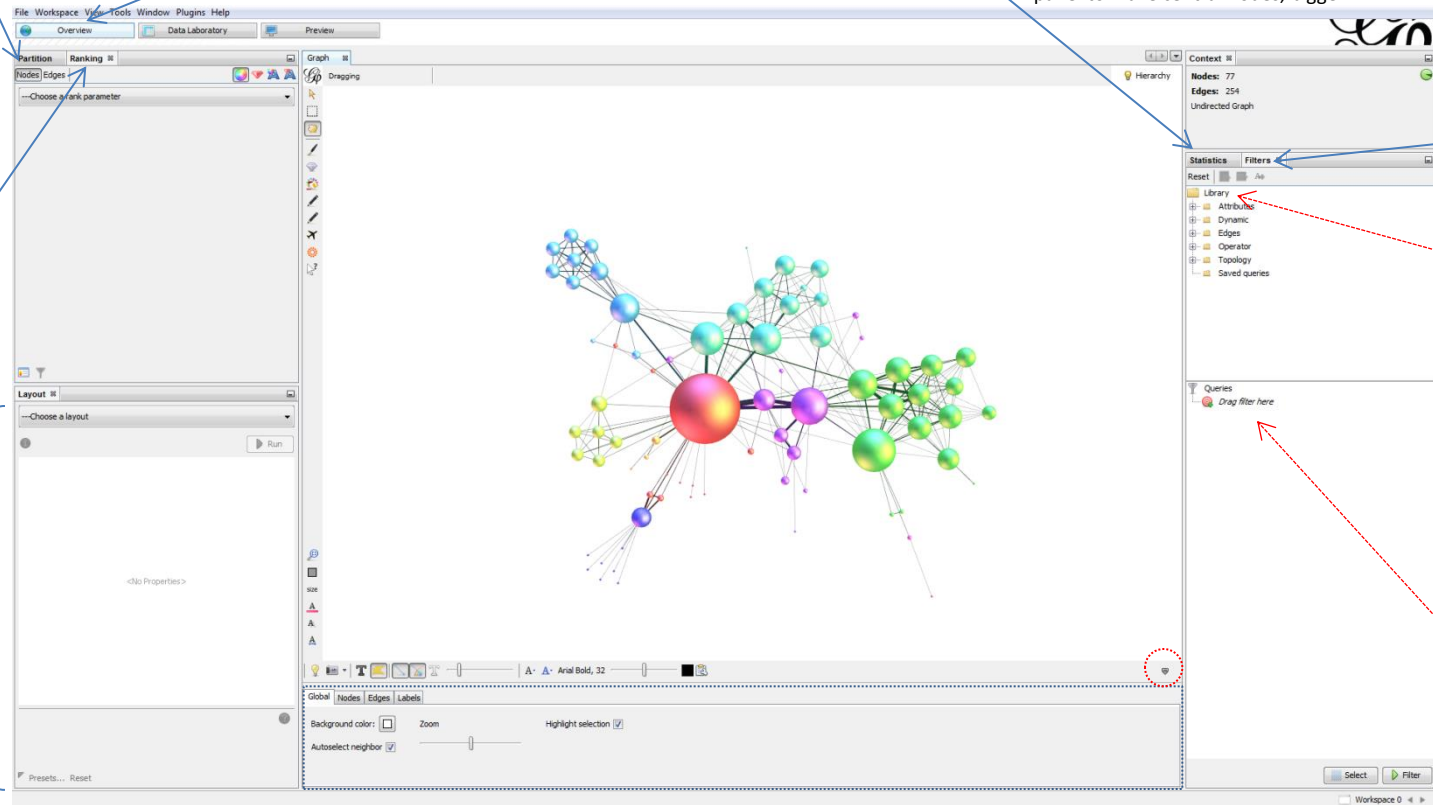 File Workspace View Tools Window Plugins Help
Overview Data Laboratory Preview
Partition Ranking
Nodes Edges
---Choose a rank parameter
Layout
---Choose a layout
Run
<No Properties>
Presets... Reset
Graph
Dragging
Hierarchy
size
A
A
A
T T A- A- Arial Bold, 32
Global Nodes Edges Labels
Background color: Zoom Highlight selection
Autoselect neighbor
Context
Nodes: 77
Edges: 254
Undirected Graph
Statistics Filters
Reset
Library
Attributes
Dynamic
Edges
Operator
Topology
Saved queries
Queries
Drag filter here
Select Filter
Workspace 0